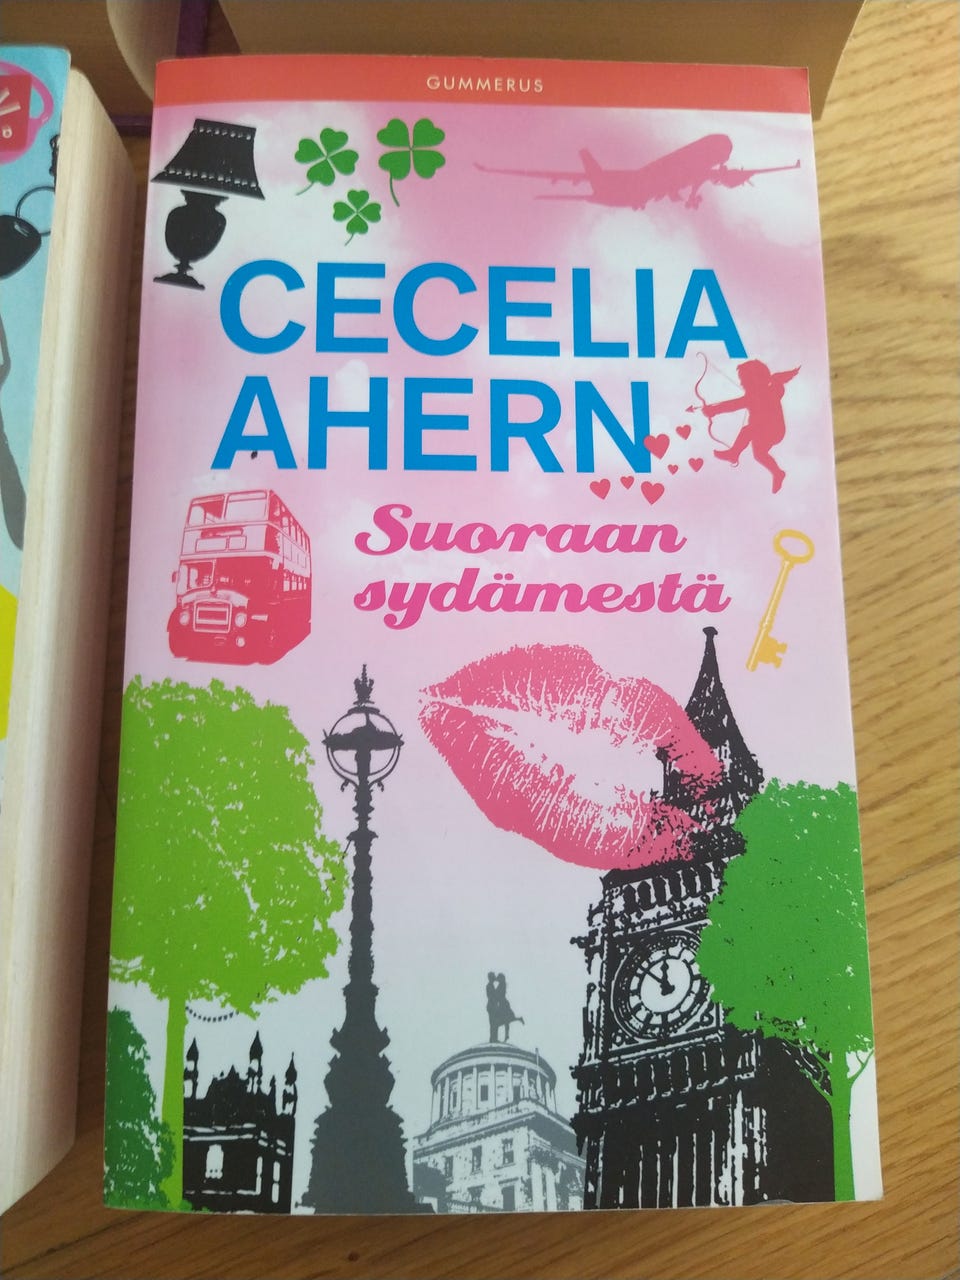 GUMMERUS
CECELIA
AHERN
Suoraan
sydämestä